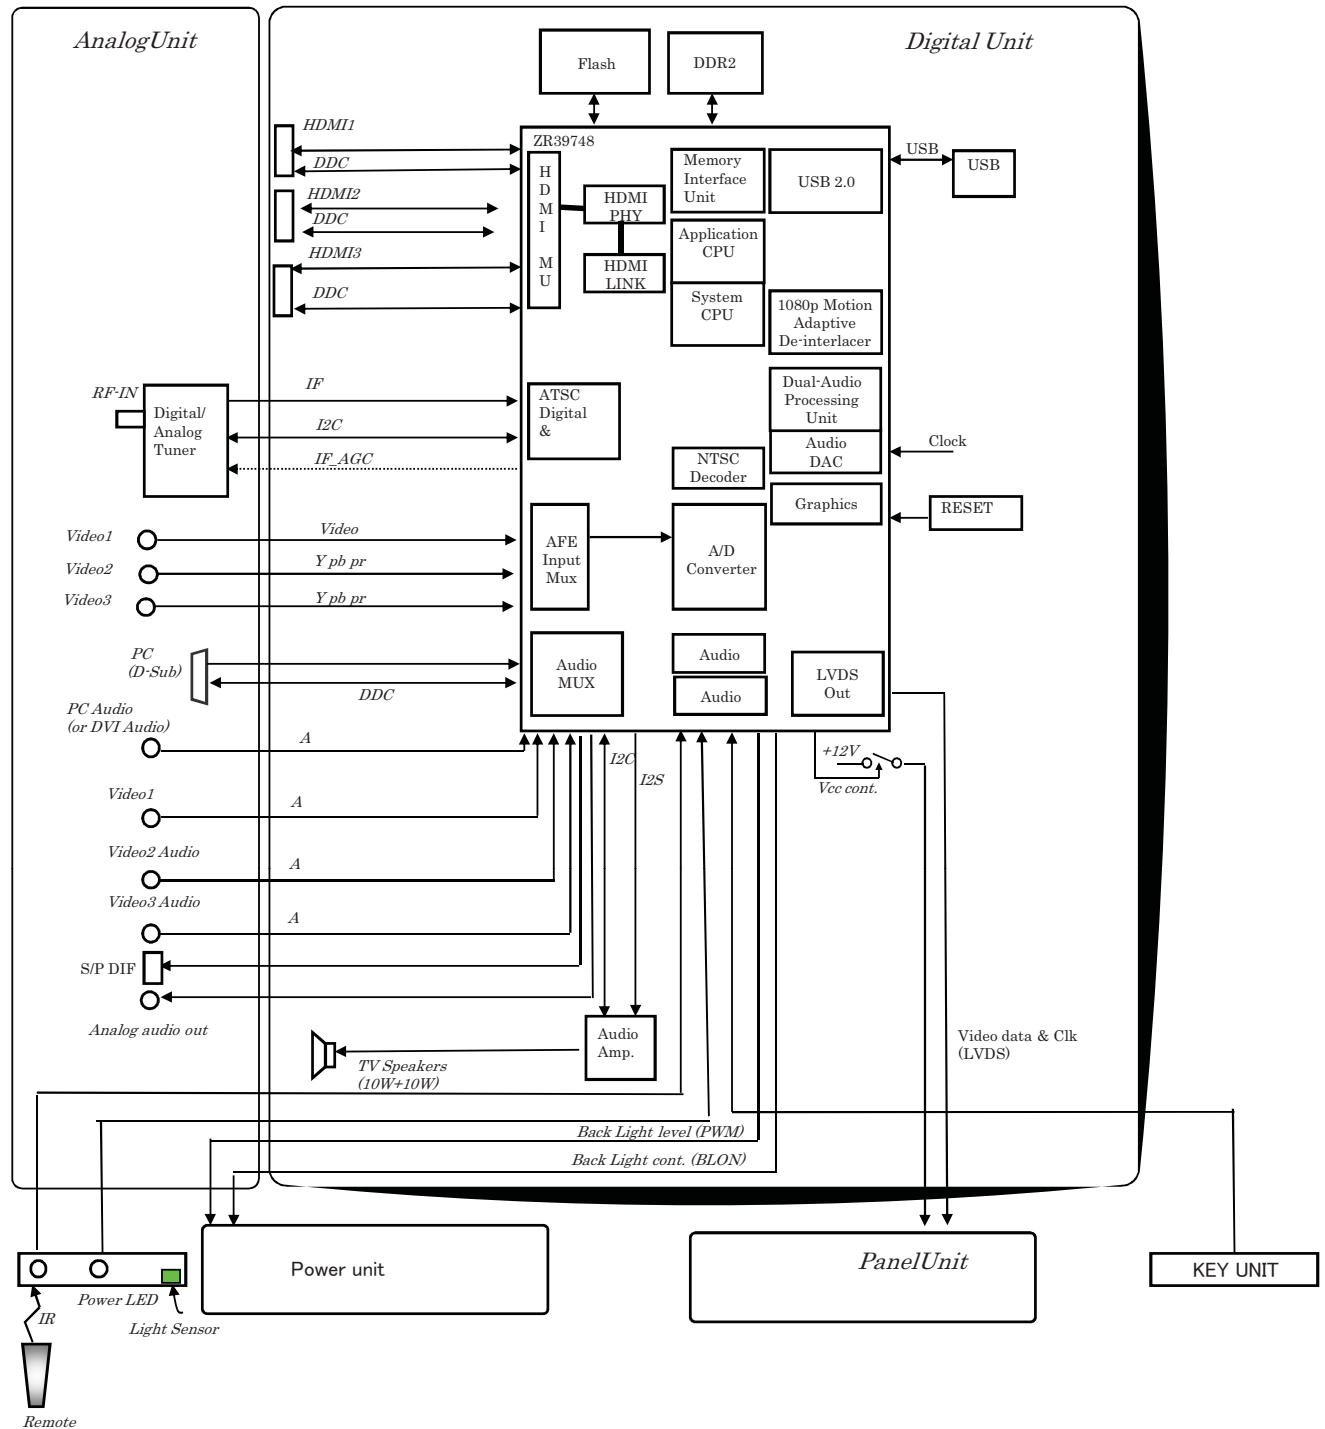 AnalogUnit
Digital Unit
Flash
DDR2
HDMI1
DDC
HDMI2
DDC
HDMI3
DDC
ZR39748
H
D
M
I
M
U
HDMI
PHY
HDMI
LINK
Memory
Interface
Unit
USB 2.0
USB
USB
Application
CPU
System
CPU
1080p Motion
Adaptive
De-interlacer
RF-IN
Digital/
Analog
Tuner
IF
I2C
IF_AGC
ATSC
Digital
&
Dual-Audio
Processing
Unit
Audio
DAC
Clock
NTSC
Decoder
Graphics
RESET
Video1
Video
Video2
Y pb pr
Video3
Y pb pr
AFE
Input
Mux
A/D
Converter
PC
(D-Sub)
DDC
Audio
MUX
Audio
Audio
LVDS
Out
PC Audio
(or DVI Audio)
A
I2C
I2S
+12V
Vcc cont.
Video1
A
Video2 Audio
A
Video3 Audio
A
S/P DIF
Analog audio out
Audio
Amp.
TV Speakers
(10W+10W)
Video data & Clk
(LVDS)
Back Light level (PWM)
Back Light cont. (BLON)
Power unit
PanelUnit
KEY UNIT
Power LED
IR
Light Sensor
Remote